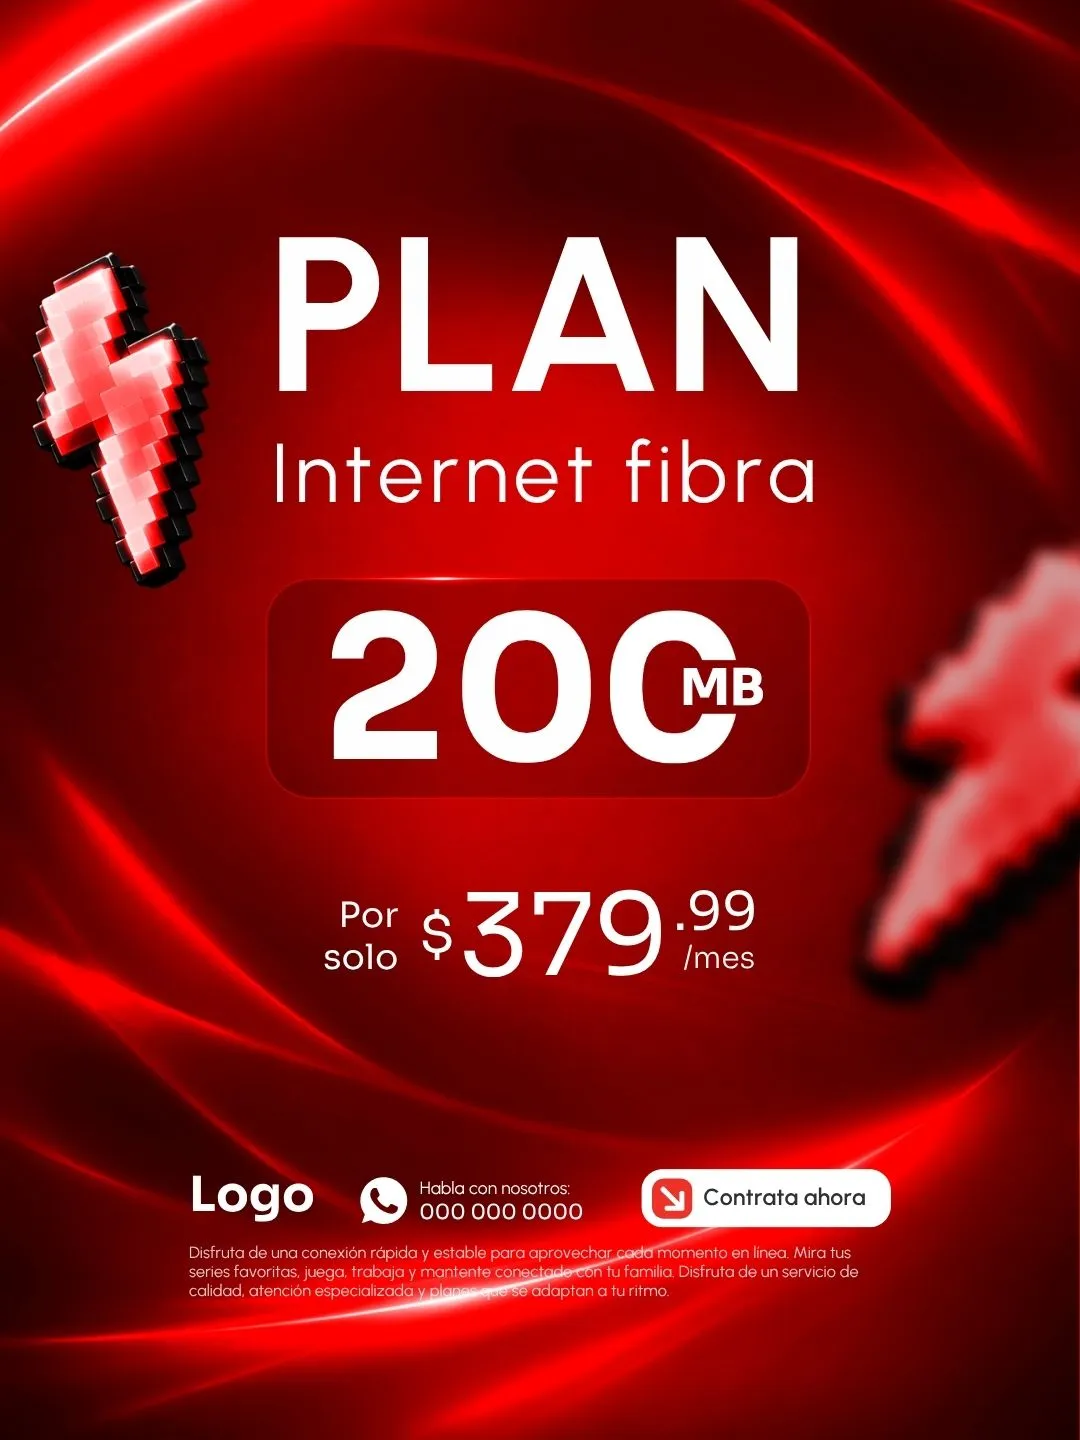 PLAN
Internet fibra
200 MB
Por solo $379.99 /mes
Logo
Habla con nosotros:
000 000 0000
Contrata ahora
Disfruta de una conexión rápida y estable para aprovechar cada momento en línea. Mira tus
series favoritas, juega, trabaja y mantente conectado con tu familia. Disfruta de un servicio de
calidad, atención especializada y planes que se adaptan a tu ritmo.